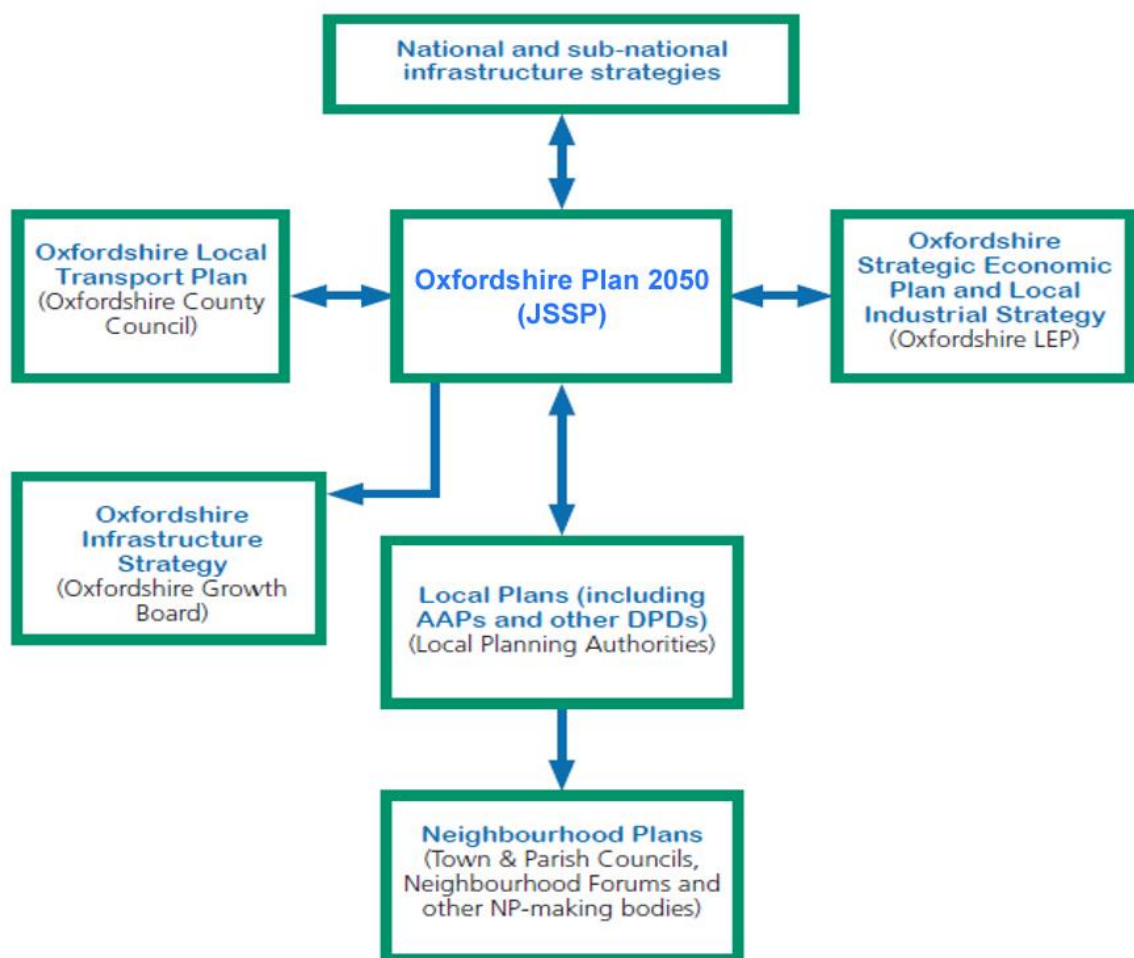 National and sub-national
infrastructure strategies
Oxfordshire Local
Transport Plan
(Oxfordshire County
Council)
Oxfordshire Plan 2050
(JSSP)
Oxfordshire
Strategic Economic
Plan and Local
Industrial Strategy
(Oxfordshire LEP)
Oxfordshire
Infrastructure
Strategy
(Oxfordshire Growth
Board)
Local Plans (including
AAPs and other DPDs)
(Local Planning Authorities)
Neighbourhood Plans
(Town & Parish Councils,
Neighbourhood Forums and
other NP-making bodies)